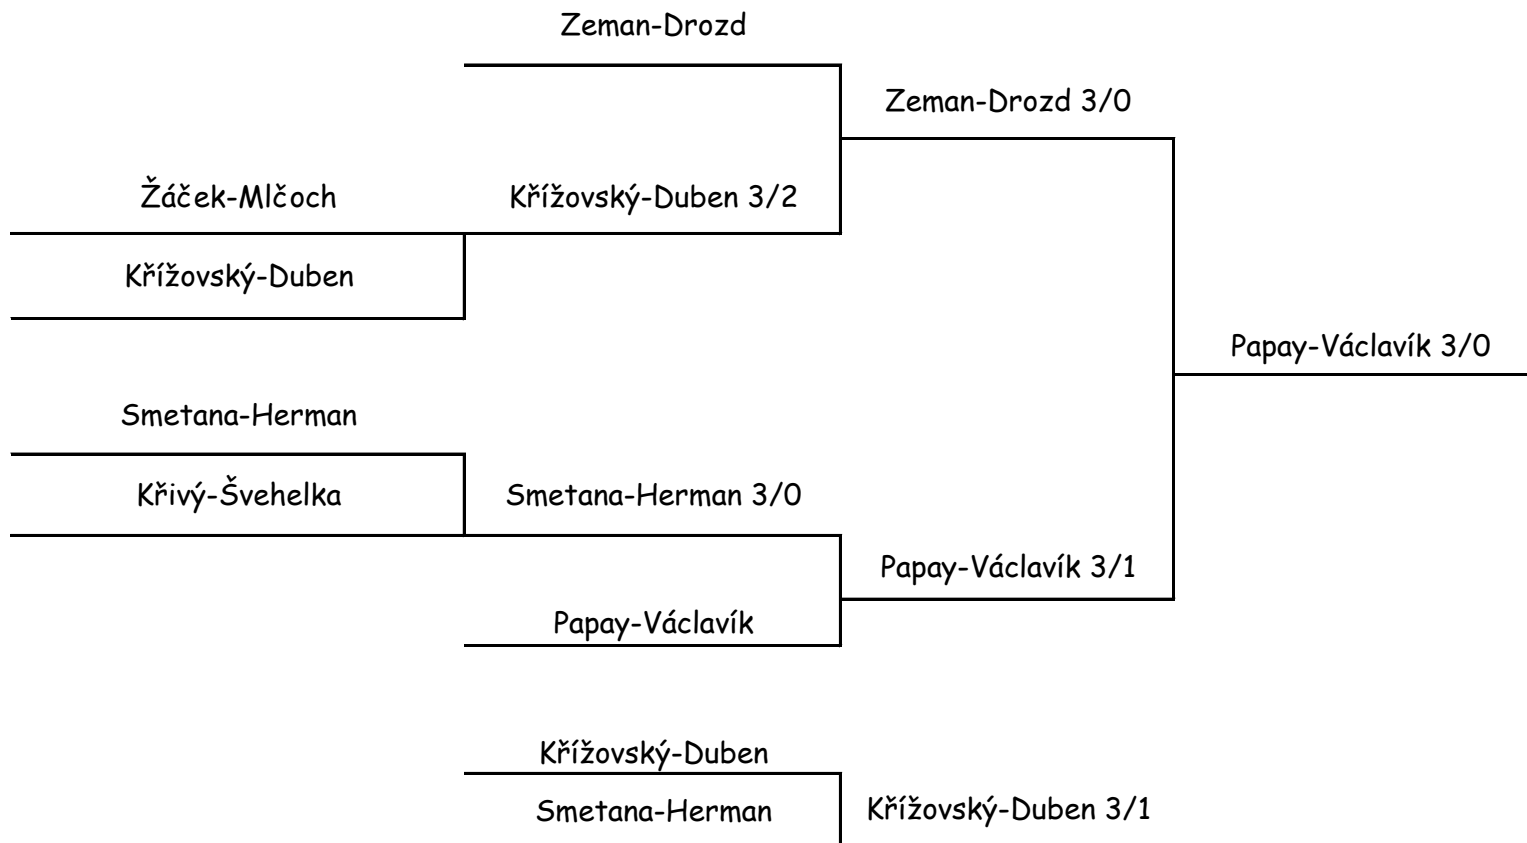 Zeman-Drozd
Zeman-Drozd 3/0
Žáček-Mlčoch
Křížovský-Duben 3/2
Křížovský-Duben
Papay-Václavík 3/0
Smetana-Herman
Křivý-Švehelka
Smetana-Herman 3/0
Papay-Václavík 3/1
Papay-Václavík
Křížovský-Duben
Smetana-Herman
Křížovský-Duben 3/1